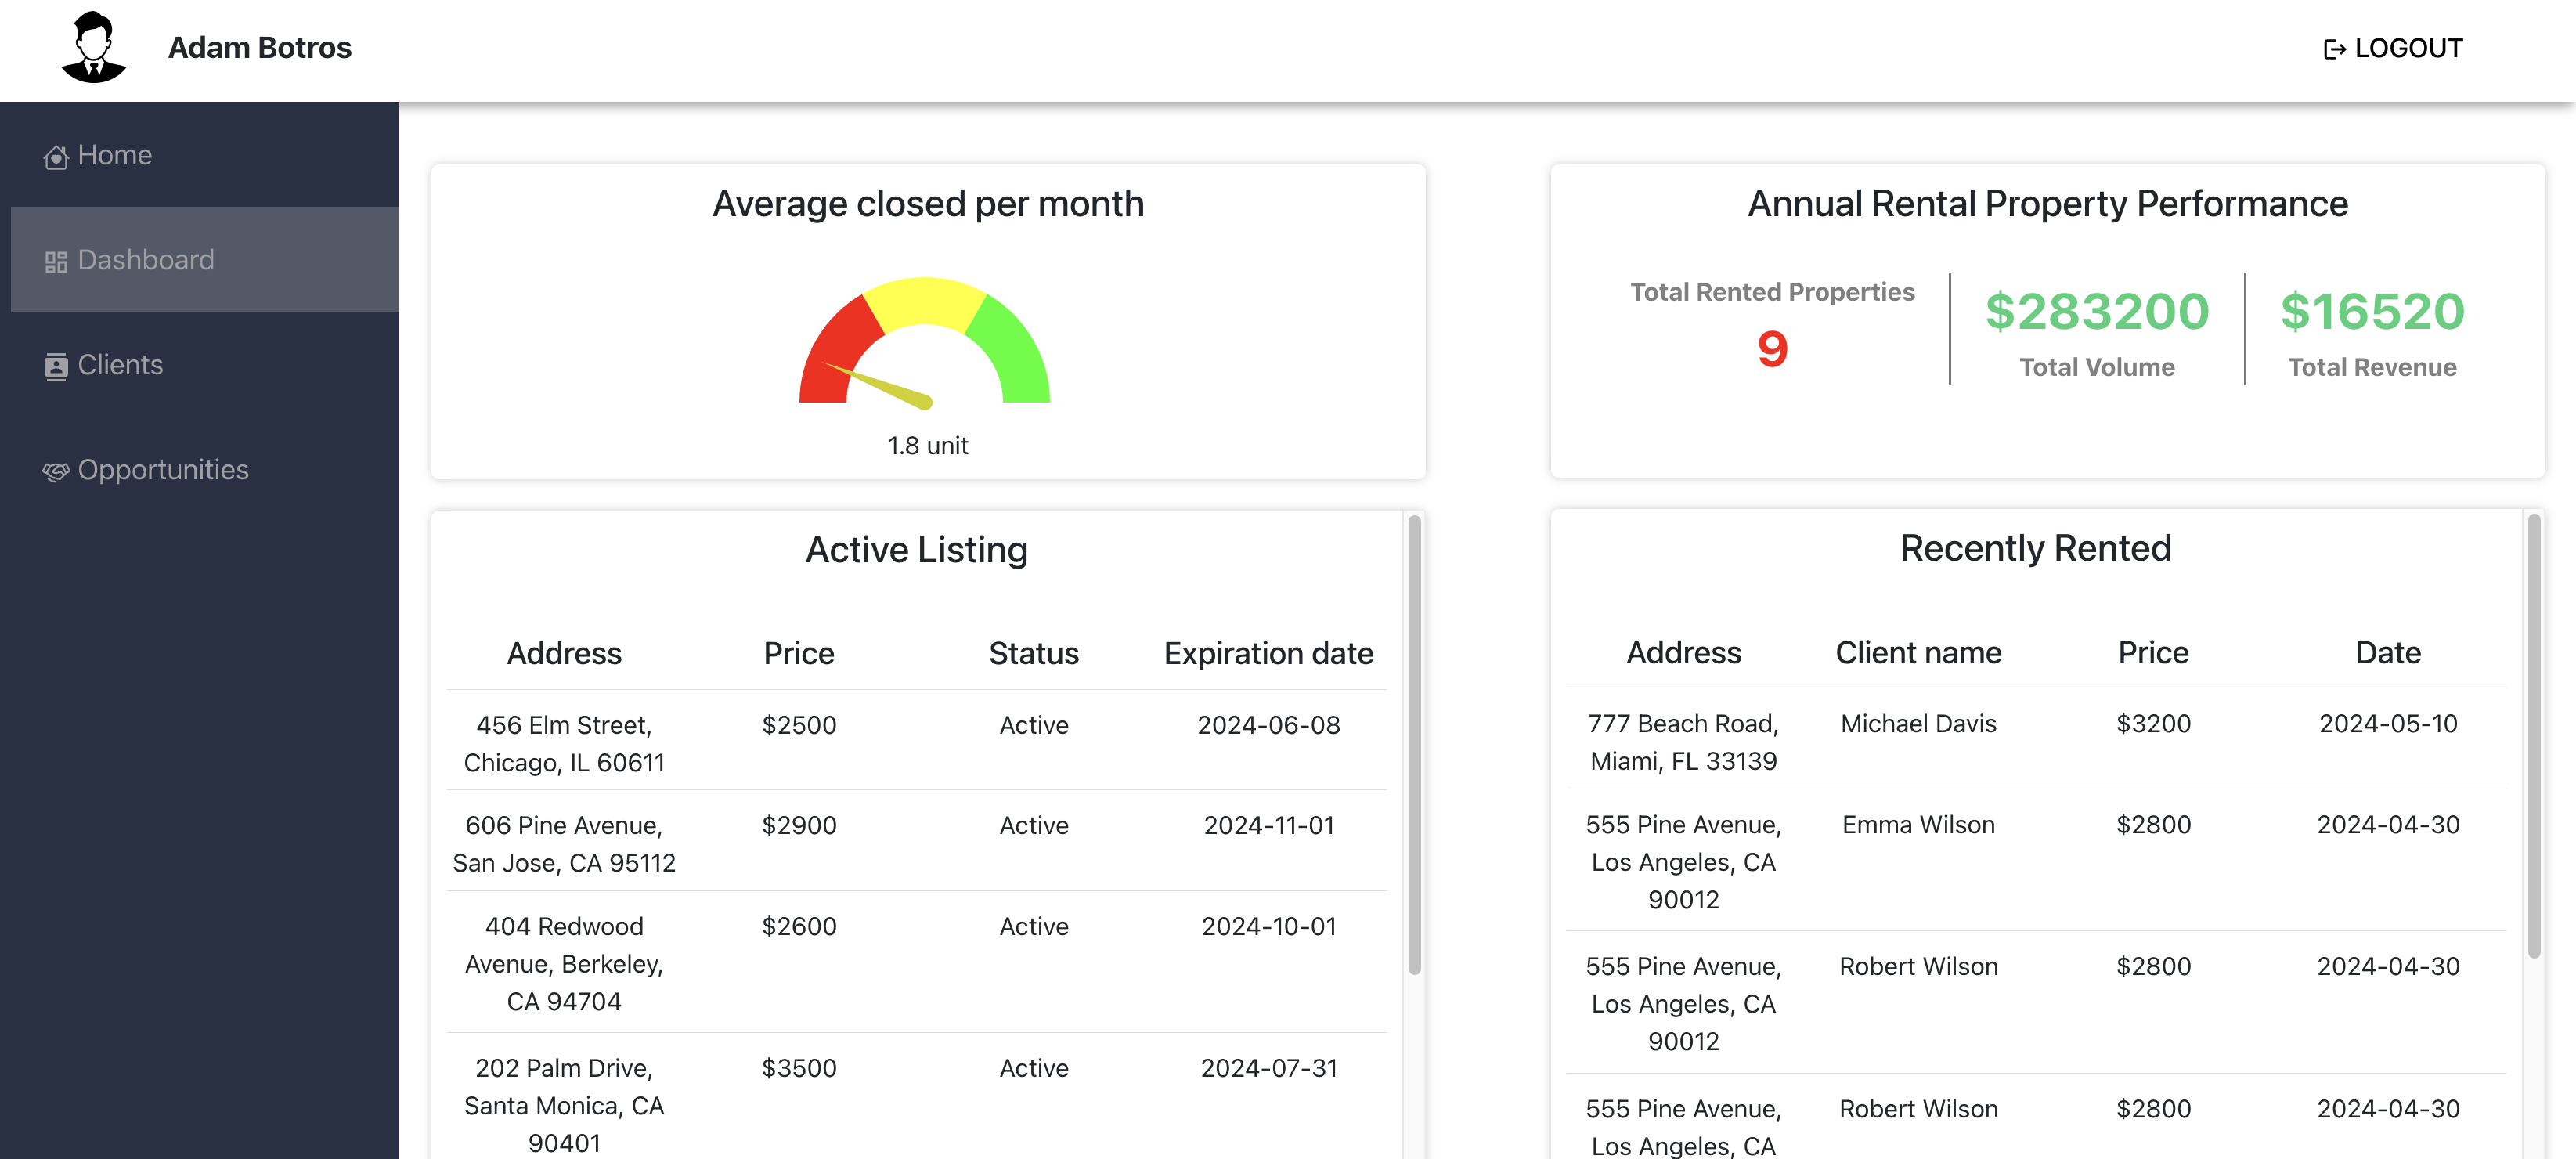 Adam Botros
LOGOUT
Home
Dashboard
Clients
Opportunities
Average closed per month
1.8 unit
Annual Rental Property Performance
Total Rented Properties
9
$283200
Total Volume
$16520
Total Revenue
Active Listing
Address Price Status Expiration date
456 Elm Street, $2500 Active 2024-06-08
Chicago, IL 60611
606 Pine Avenue, $2900 Active 2024-11-01
San Jose, CA 95112
404 Redwood $2600 Active 2024-10-01
Avenue, Berkeley,
CA 94704
202 Palm Drive, $3500 Active 2024-07-31
Santa Monica, CA
90401
Recently Rented
Address Client name Price Date
777 Beach Road, Michael Davis $3200 2024-05-10
Miami, FL 33139
555 Pine Avenue, Emma Wilson $2800 2024-04-30
Los Angeles, CA
90012
555 Pine Avenue, Robert Wilson $2800 2024-04-30
Los Angeles, CA
90012
555 Pine Avenue, Robert Wilson $2800 2024-04-30
Los Angeles, CA